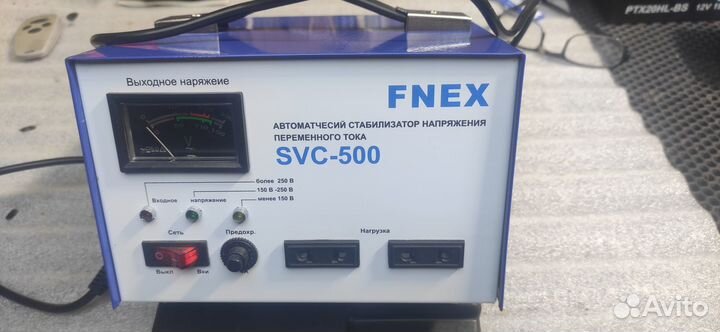 PTX20HL-BS 12V
Выходное наряжеие
FNEX
АВТОМАТЧЕСИЙ СТАБИЛИЗАТОР НАПРЯЖЕНИЯ
ПЕРЕМЕННОГО ТОКА
SVC-500
более 250 В
150 В -250 В
менее 150 В
Входное напряжение
Сеть
Предохр.
Нагрузка
Выкл
Вкл
Avito